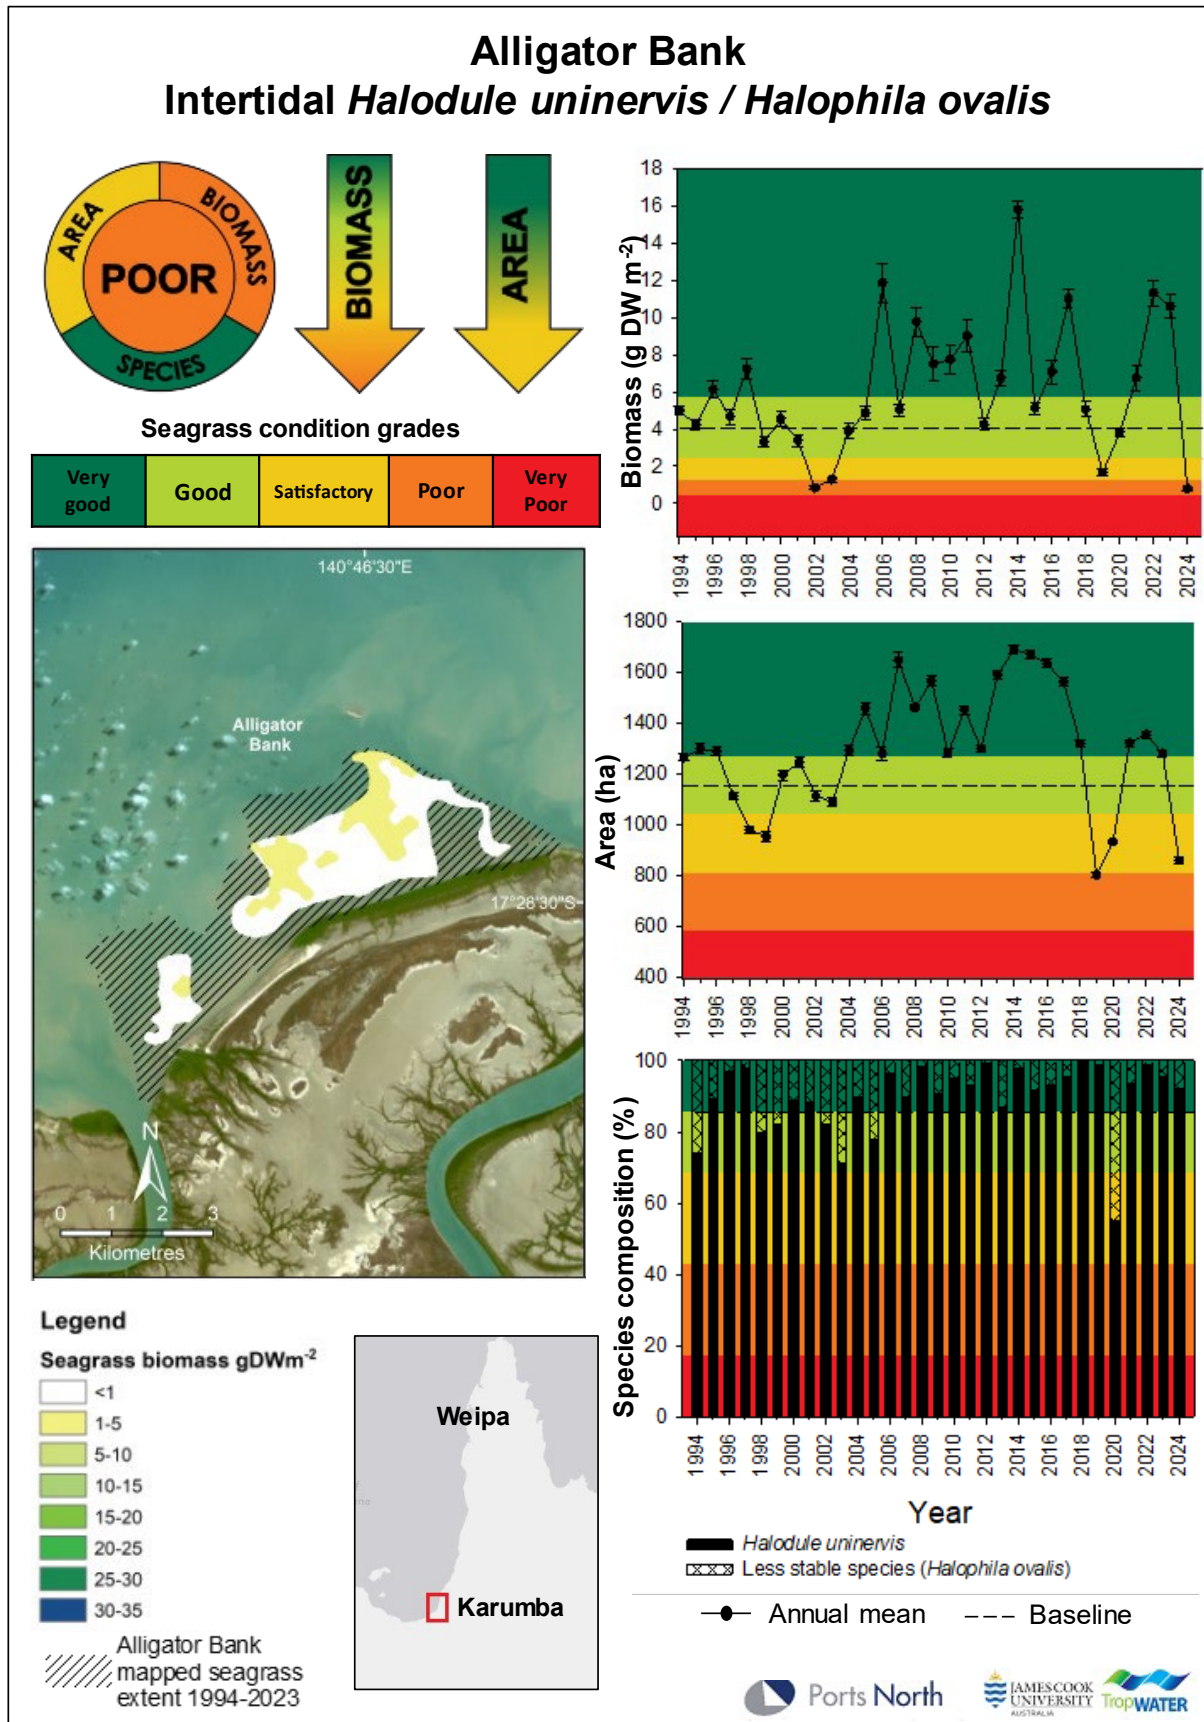 Alligator Bank
Intertidal Halodule uninervis / Halophila ovalis
AREA
BIOMASS
POOR
SPECIES
BIOMASS
AREA
Seagrass condition grades
Very good
Good
Satisfactory
Poor
Very Poor
140°46'30"E
Alligator
Bank
17°28'30"S
N
0 1 2 3
Kilometres
Legend
Seagrass biomass gDWm-2
<1
1-5
5-10
10-15
15-20
20-25
25-30
30-35
Alligator Bank
mapped seagrass
extent 1994-2023
Weipa
Karumba
Biomass (g DW m-2)
18
16
14
12
10
8
6
4
2
0
1994 1996 1998 2000 2002 2004 2006 2008 2010 2012 2014 2016 2018 2020 2022 2024
Area (ha)
1800
1600
1400
1200
1000
800
600
400
1994 1996 1998 2000 2002 2004 2006 2008 2010 2012 2014 2016 2018 2020 2022 2024
Species composition (%)
100
80
60
40
20
0
1994 1996 1998 2000 2002 2004 2006 2008 2010 2012 2014 2016 2018 2020 2022 2024
Year
Halodule uninervis
Less stable species (Halophila ovalis)
Annual mean
Baseline
Ports North
JAMES COOK
UNIVERSITY
AUSTRALIA
TropWATER